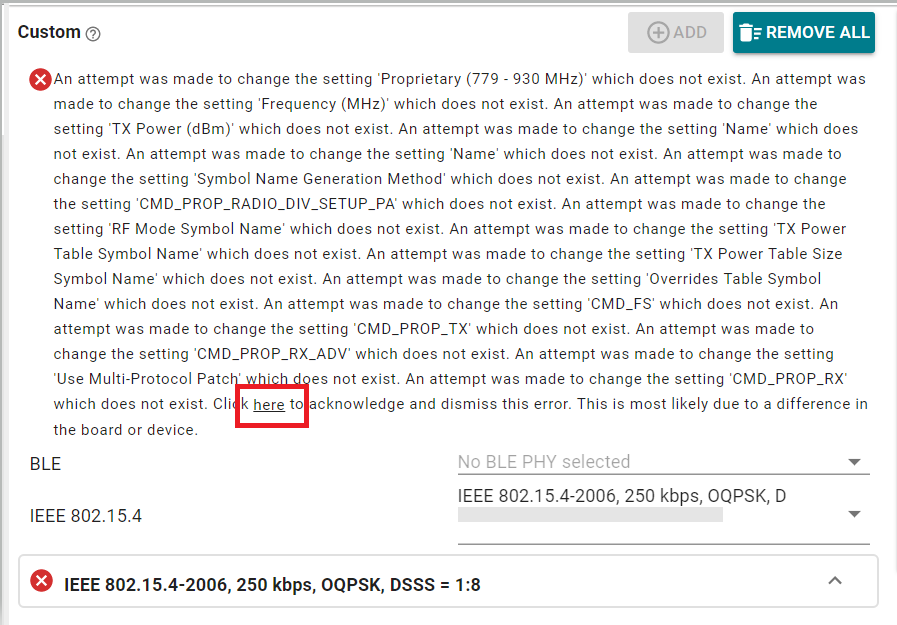 Custom ?
ADD
REMOVE ALL
An attempt was made to change the setting 'Proprietary (779 - 930 MHz)' which does not exist. An attempt was
made to change the setting 'Frequency (MHz)' which does not exist. An attempt was made to change the
setting 'TX Power (dBm)' which does not exist. An attempt was made to change the setting 'Name' which does
not exist. An attempt was made to change the setting 'Name' which does not exist. An attempt was made to
change the setting 'Symbol Name Generation Method' which does not exist. An attempt was made to change
the setting 'CMD_PROP_RADIO_DIV_SETUP_PA' which does not exist. An attempt was made to change the
setting 'RF Mode Symbol Name' which does not exist. An attempt was made to change the setting 'TX Power
Table Symbol Name' which does not exist. An attempt was made to change the setting 'TX Power Table Size
Symbol Name' which does not exist. An attempt was made to change the setting 'Overrides Table Symbol
Name' which does not exist. An attempt was made to change the setting 'CMD_FS' which does not exist. An
attempt was made to change the setting 'CMD_PROP_TX' which does not exist. An attempt was made to
change the setting 'CMD_PROP_RX_ADV' which does not exist. An attempt was made to change the setting
'Use Multi-Protocol Patch' which does not exist. An attempt was made to change the setting 'CMD_PROP_RX'
which does not exist. Click here to acknowledge and dismiss this error. This is most likely due to a difference in
the board or device.
BLE
No BLE PHY selected
IEEE 802.15.4-2006, 250 kbps, OQPSK, D
IEEE 802.15.4
IEEE 802.15.4-2006, 250 kbps, OQPSK, DSSS = 1:8